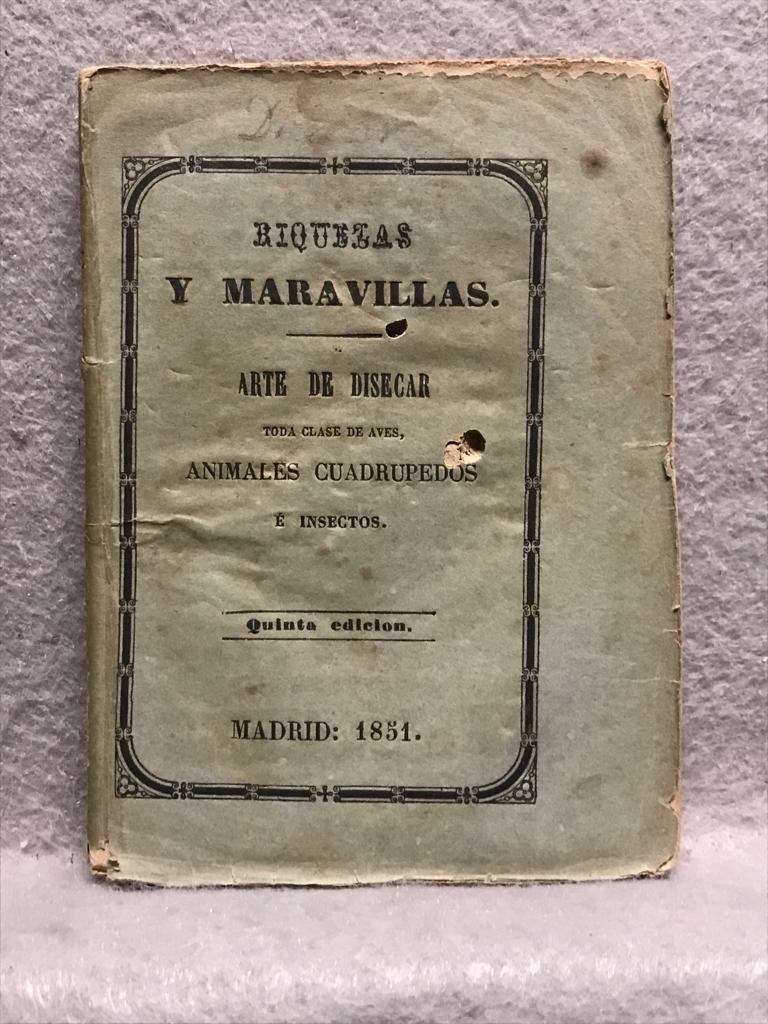 RIQUEZAS
Y MARAVILLAS.
ARTE DE DISECAR
TODA CLASE DE AVES,
ANIMALES CUADRUPEDOS
É INSECTOS.
Quinta edicion.
MADRID: 1851.